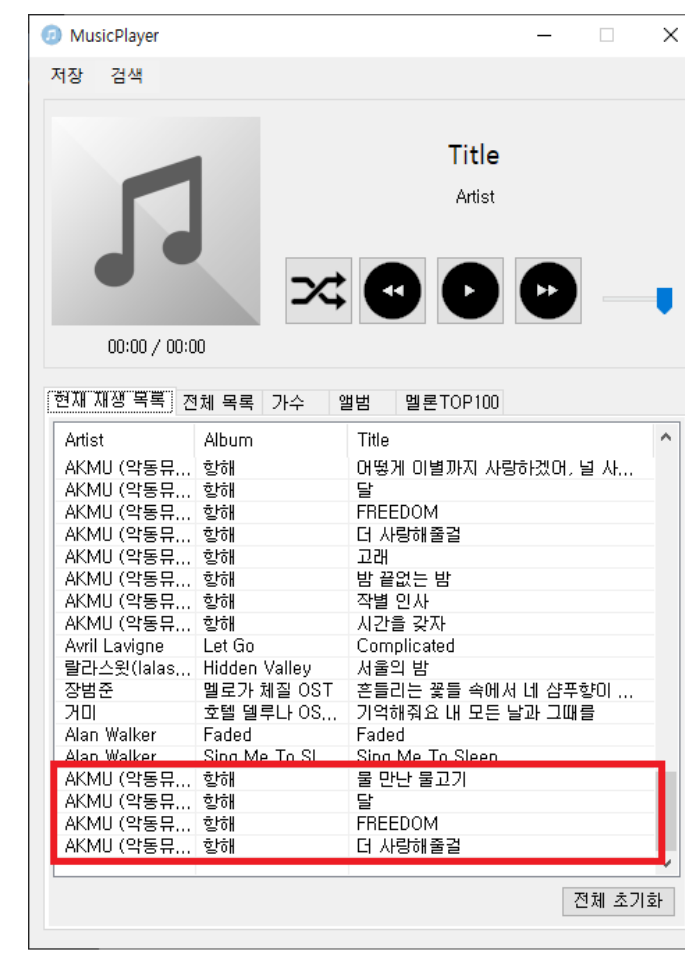 MusicPlayer
저장 검색
Title
Artist
00:00 / 00:00
현재 재생 목록 전체 목록 가수 앨범 멜론TOP100
Artist Album Title
AKMU (악동뮤... 항해 어떻게 이별까지 사랑하겠어, 널 사...
AKMU (악동뮤... 항해 달
AKMU (악동뮤... 항해 FREEDOM
AKMU (악동뮤... 항해 더 사랑해줄걸
AKMU (악동뮤... 항해 고래
AKMU (악동뮤... 항해 밤 끝없는 밤
AKMU (악동뮤... 항해 작별 인사
AKMU (악동뮤... 항해 시간을 갖자
Avril Lavigne Let Go Complicated
랄라스윗(lalas... Hidden Valley 서울의 밤
장범준 멜로가 체질 OST 흔들리는 꽃들 속에서 네 샴푸향이 ...
거미 호텔 델루나 OS... 기억해줘요 내 모든 날과 그때를
Alan Walker Faded Faded
Alan Walker Sing Me To Sl... Sing Me To Sleep
AKMU (악동뮤... 항해 물 만난 물고기
AKMU (악동뮤... 항해 달
AKMU (악동뮤... 항해 FREEDOM
AKMU (악동뮤... 항해 더 사랑해줄걸
전체 초기화